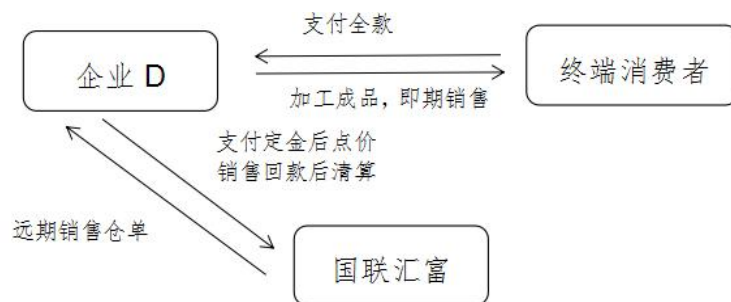 支付全款
企业 D
终端消费者
加工成品，即期销售
支付定金后点价
销售回款后清算
远期销售仓单
国联汇富